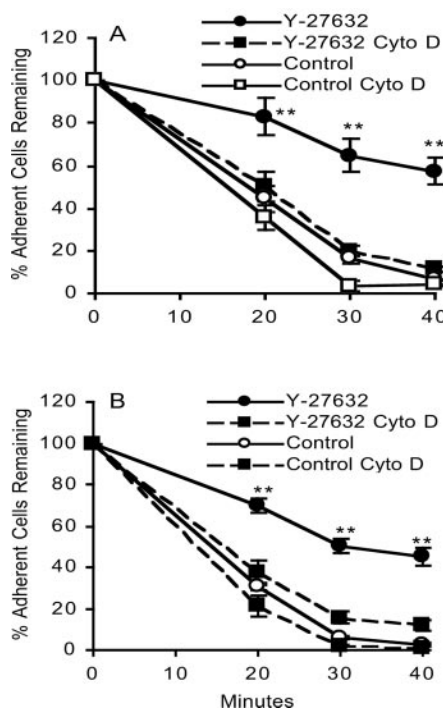 A
Y-27632
Y-27632 Cyto D
Control
Control Cyto D
% Adherent Cells Remaining
120
100
80
60
40
20
0
**
**
**
0 10 20 30 40
B
Y-27632
Y-27632 Cyto D
Control
Control Cyto D
% Adherent Cells Remaining
120
100
80
60
40
20
0
**
**
**
0 10 20 30 40
Minutes